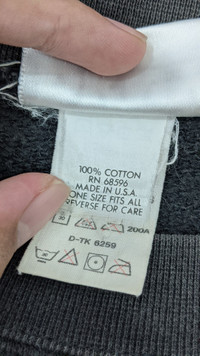 100% COTTON
RN 68596
MADE IN U.S.A.
ONE SIZE FITS ALL
REVERSE FOR CARE
200A
D-TK 6259